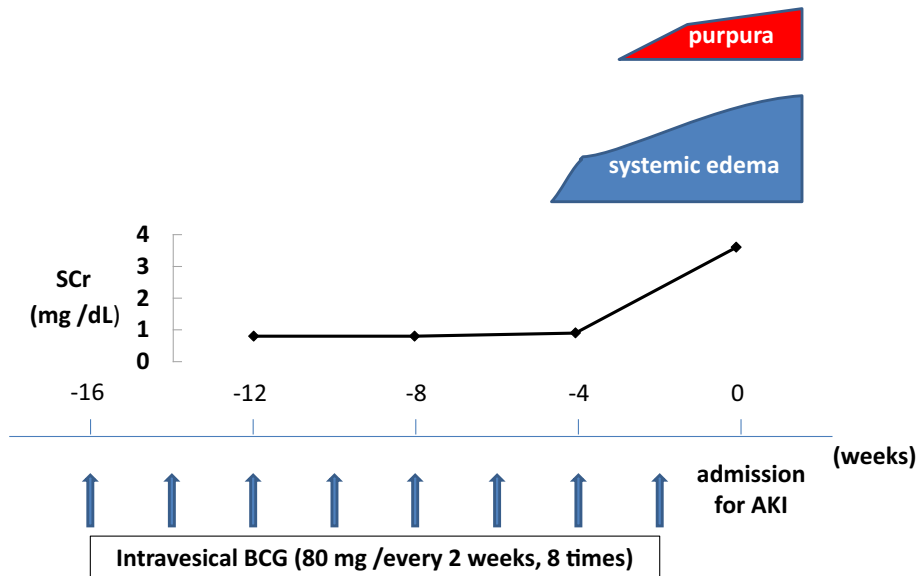 purpura
systemic edema
SCr
(mg /dL)
4
3
2
1
0
-16
-12
-8
-4
0
(weeks)
admission
for AKI
Intravesical BCG (80 mg /every 2 weeks, 8 times)